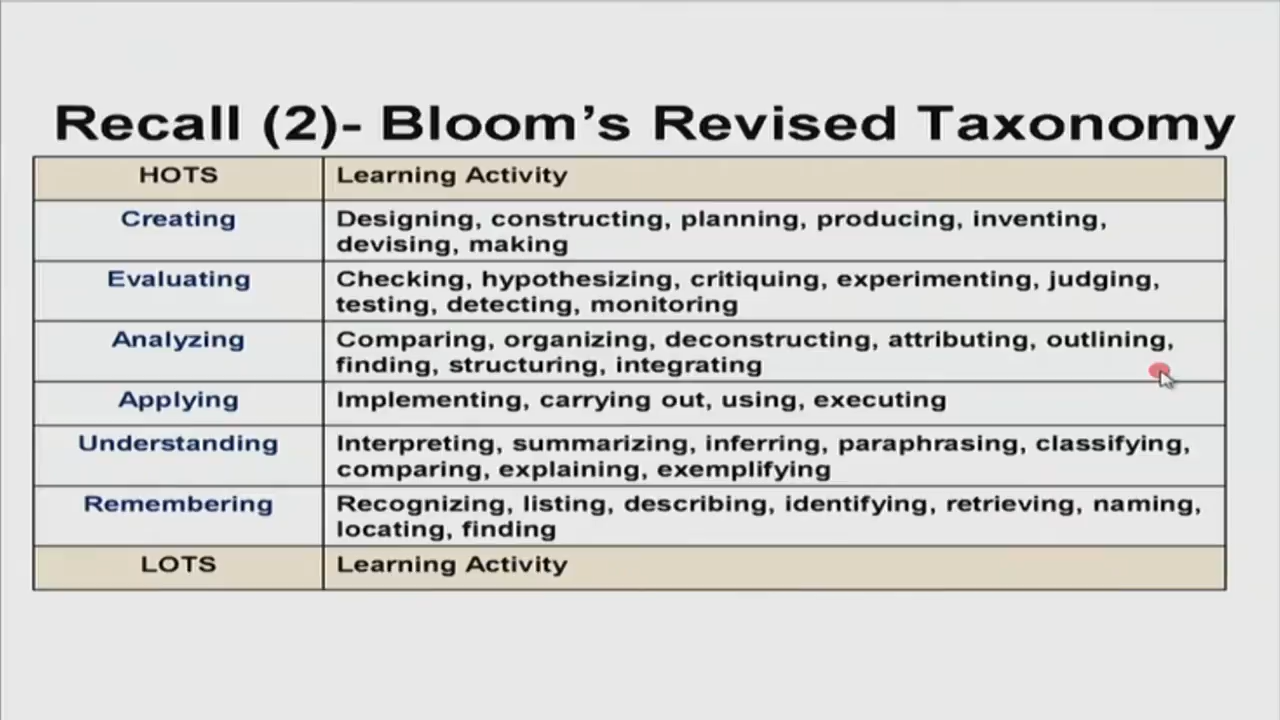 Recall (2)- Bloom's Revised Taxonomy
HOTS Learning Activity
Creating Designing, constructing, planning, producing, inventing,
devising, making
Evaluating Checking, hypothesizing, critiquing, experimenting, judging,
testing, detecting, monitoring
Analyzing Comparing, organizing, deconstructing, attributing, outlining,
finding, structuring, integrating
Applying Implementing, carrying out, using, executing
Understanding Interpreting, summarizing, inferring, paraphrasing, classifying,
comparing, explaining, exemplifying
Remembering Recognizing, listing, describing, identifying, retrieving, naming,
locating, finding
LOTS Learning Activity